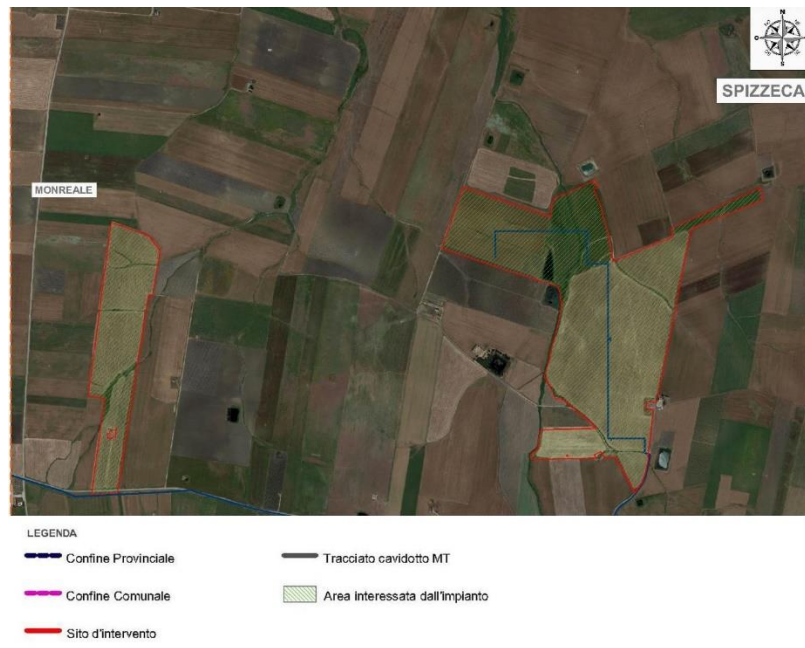 N
SPIZZECA
MONREALE
LEGENDA
Confine Provinciale
Tracciato cavidotto MT
Confine Comunale
Area interessata dall'impianto
Sito d'intervento